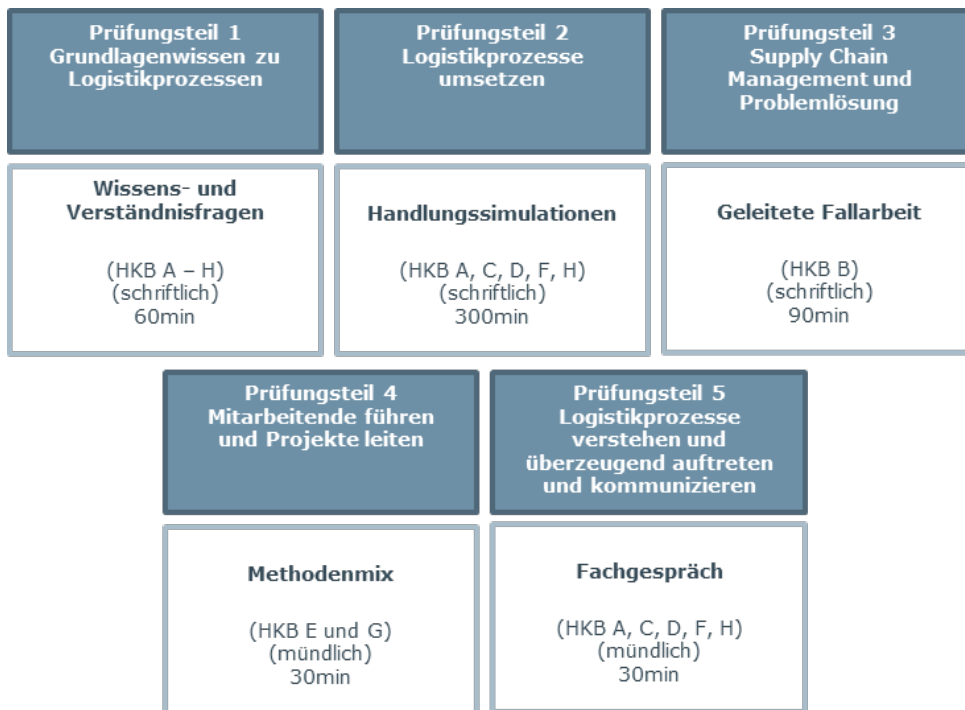 Prüfungsteil 1
Grundlagenwissen zu
Logistikprozessen
Prüfungsteil 2
Logistikprozesse
umsetzen
Prüfungsteil 3
Supply Chain
Management und
Problemlösung
Wissens- und
Verständnisfragen
(HKB A – H)
(schriftlich)
60min
Handlungssimulationen
(HKB A, C, D, F, H)
(schriftlich)
300min
Geleitete Fallarbeit
(HKB B)
(schriftlich)
90min
Prüfungsteil 4
Mitarbeitende führen
und Projekte leiten
Prüfungsteil 5
Logistikprozesse
verstehen und
überzeugend auftreten
und kommunizieren
Methodenmix
(HKB E und G)
(mündlich)
30min
Fachgespräch
(HKB A, C, D, F, H)
(mündlich)
30min